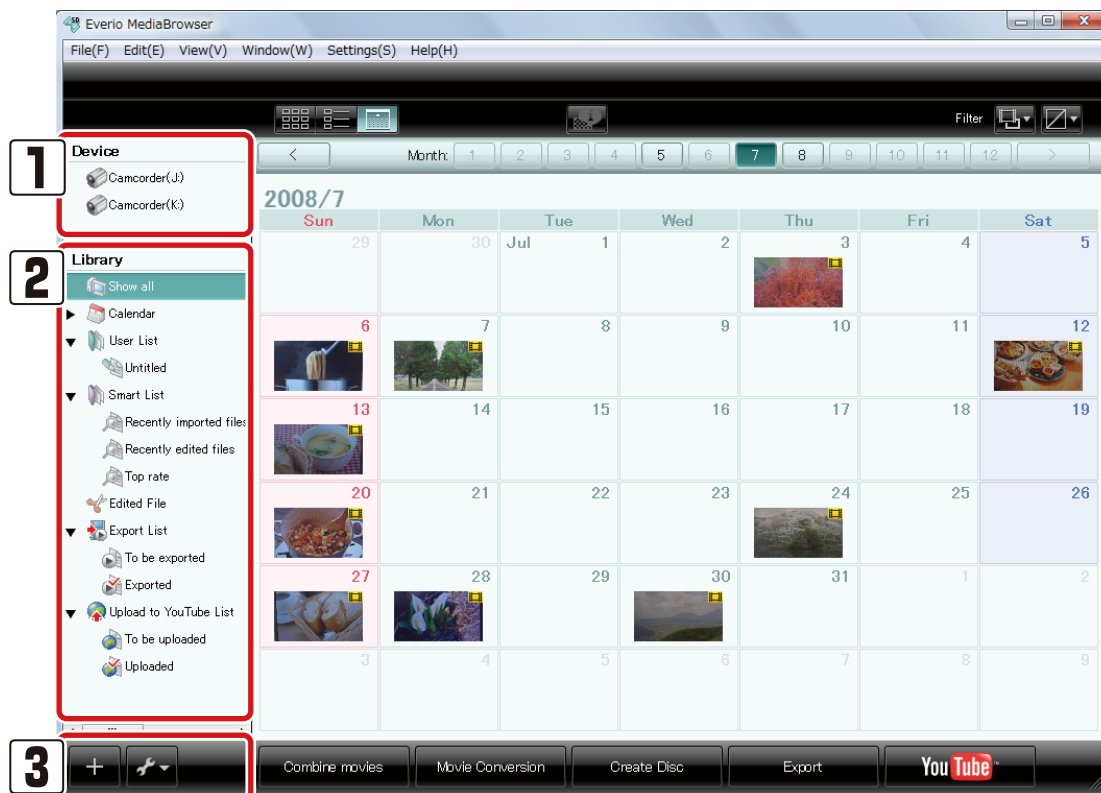 Everio MediaBrowser
File(F) Edit(E) View(V) Window(W) Settings(S) Help(H)
Filter
1
Device
Camcorder(J:)
Camcorder(K:)
2
Library
Show all
Calendar
User List
Untitled
Smart List
Recently imported files
Recently edited files
Top rate
Edited File
Export List
To be exported
Exported
Upload to YouTube List
To be uploaded
Uploaded
3
< Month: 1 2 3 4 5 6 7 8 9 10 11 12 >
2008/7
Sun Mon Tue Wed Thu Fri Sat
29 30 Jul 1 2 3 4 5
6 7 8 9 10 11 12
13 14 15 16 17 18 19
20 21 22 23 24 25 26
27 28 29 30 31 1 2
3 4 5 6 7 8 9
Combine movies Movie Conversion Create Disc Export YouTube